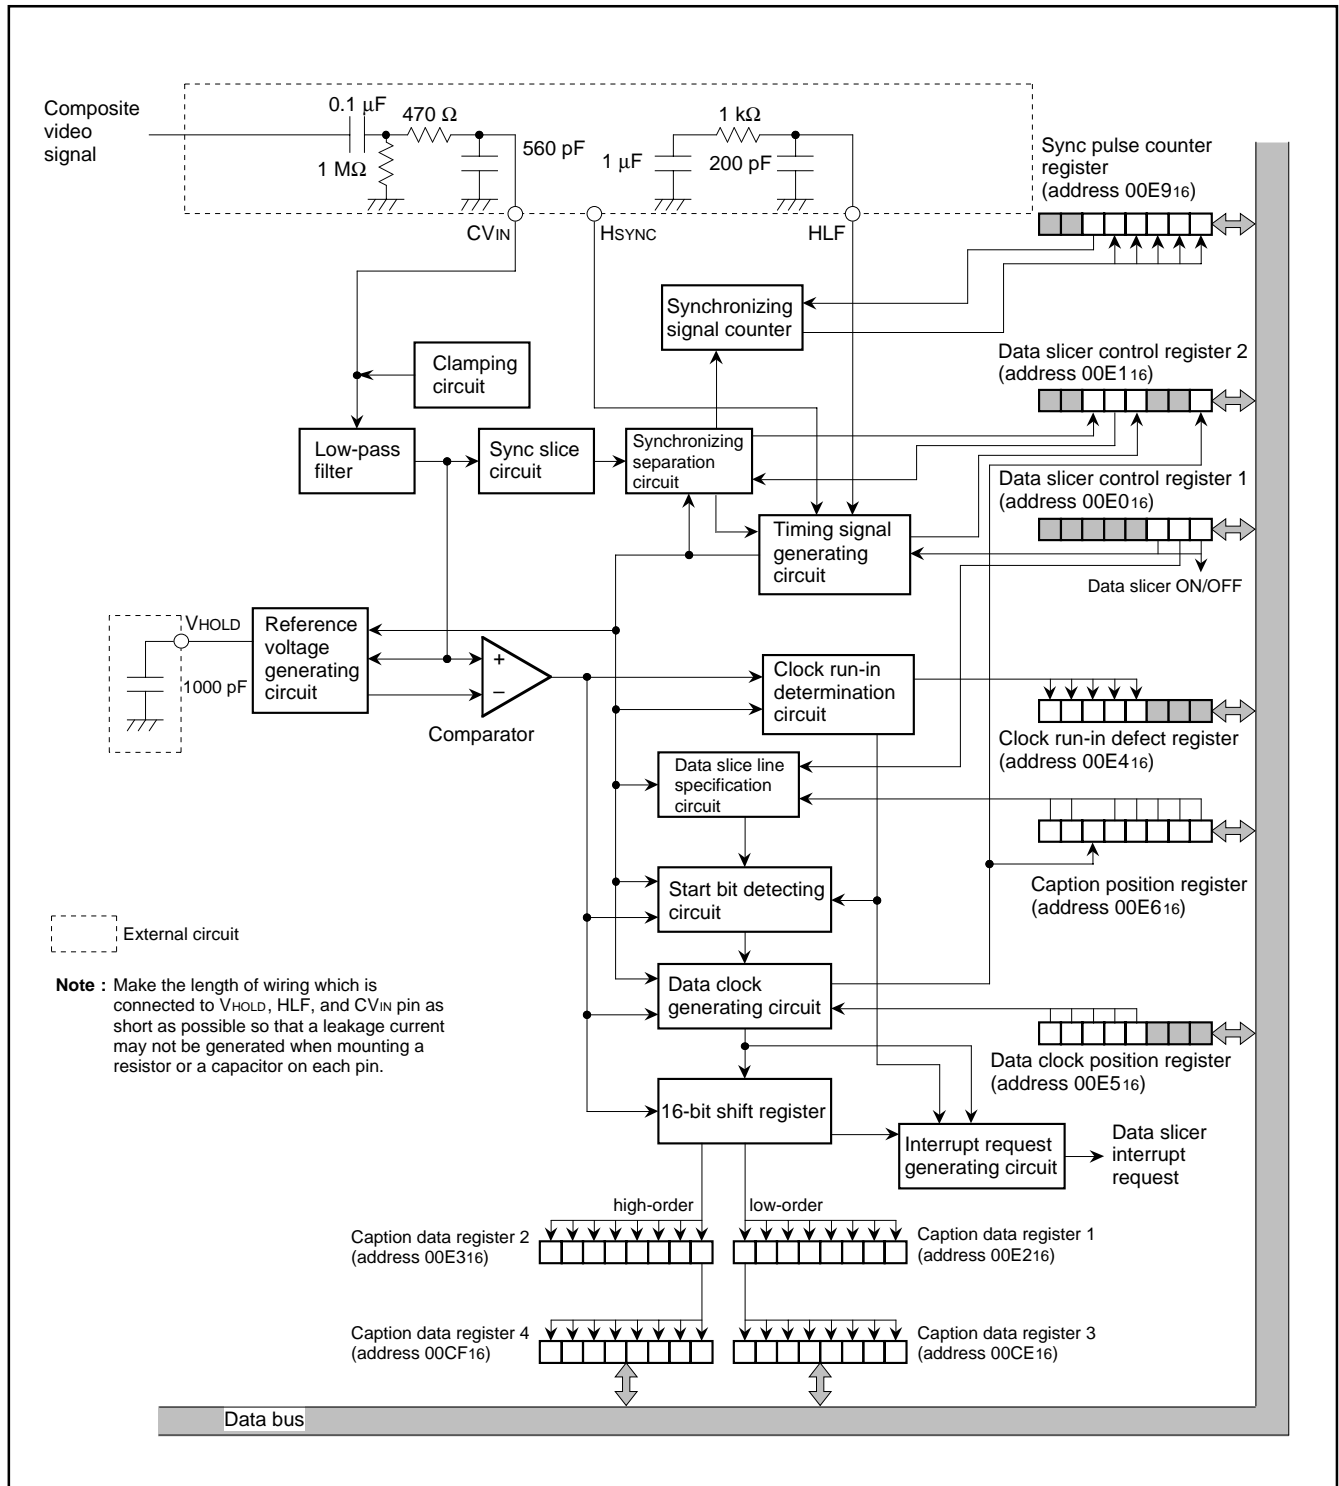 Composite
video
signal
0.1 μF
470 Ω
1 MΩ
560 pF
1 kΩ
1 μF
200 pF
CVIN
HSYNC
HLF
Sync pulse counter
register
(address 00E916)
Synchronizing
signal counter
Data slicer control register 2
(address 00E116)
Clamping
circuit
Low-pass
filter
Sync slice
circuit
Synchronizing
separation
circuit
Data slicer control register 1
(address 00E016)
Timing signal
generating
circuit
Data slicer ON/OFF
VHOLD
1000 pF
Reference
voltage
generating
circuit
+
–
Comparator
Clock run-in
determination
circuit
Clock run-in defect register
(address 00E416)
Data slice line
specification
circuit
Caption position register
(address 00E616)
Start bit detecting
circuit
External circuit
Note : Make the length of wiring which is
connected to VHOLD, HLF, and CVIN pin as
short as possible so that a leakage current
may not be generated when mounting a
resistor or a capacitor on each pin.
Data clock
generating circuit
Data clock position register
(address 00E516)
16-bit shift register
Interrupt request
generating circuit
Data slicer
interrupt
request
high-order
low-order
Caption data register 2
(address 00E316)
Caption data register 1
(address 00E216)
Caption data register 4
(address 00CF16)
Caption data register 3
(address 00CE16)
Data bus